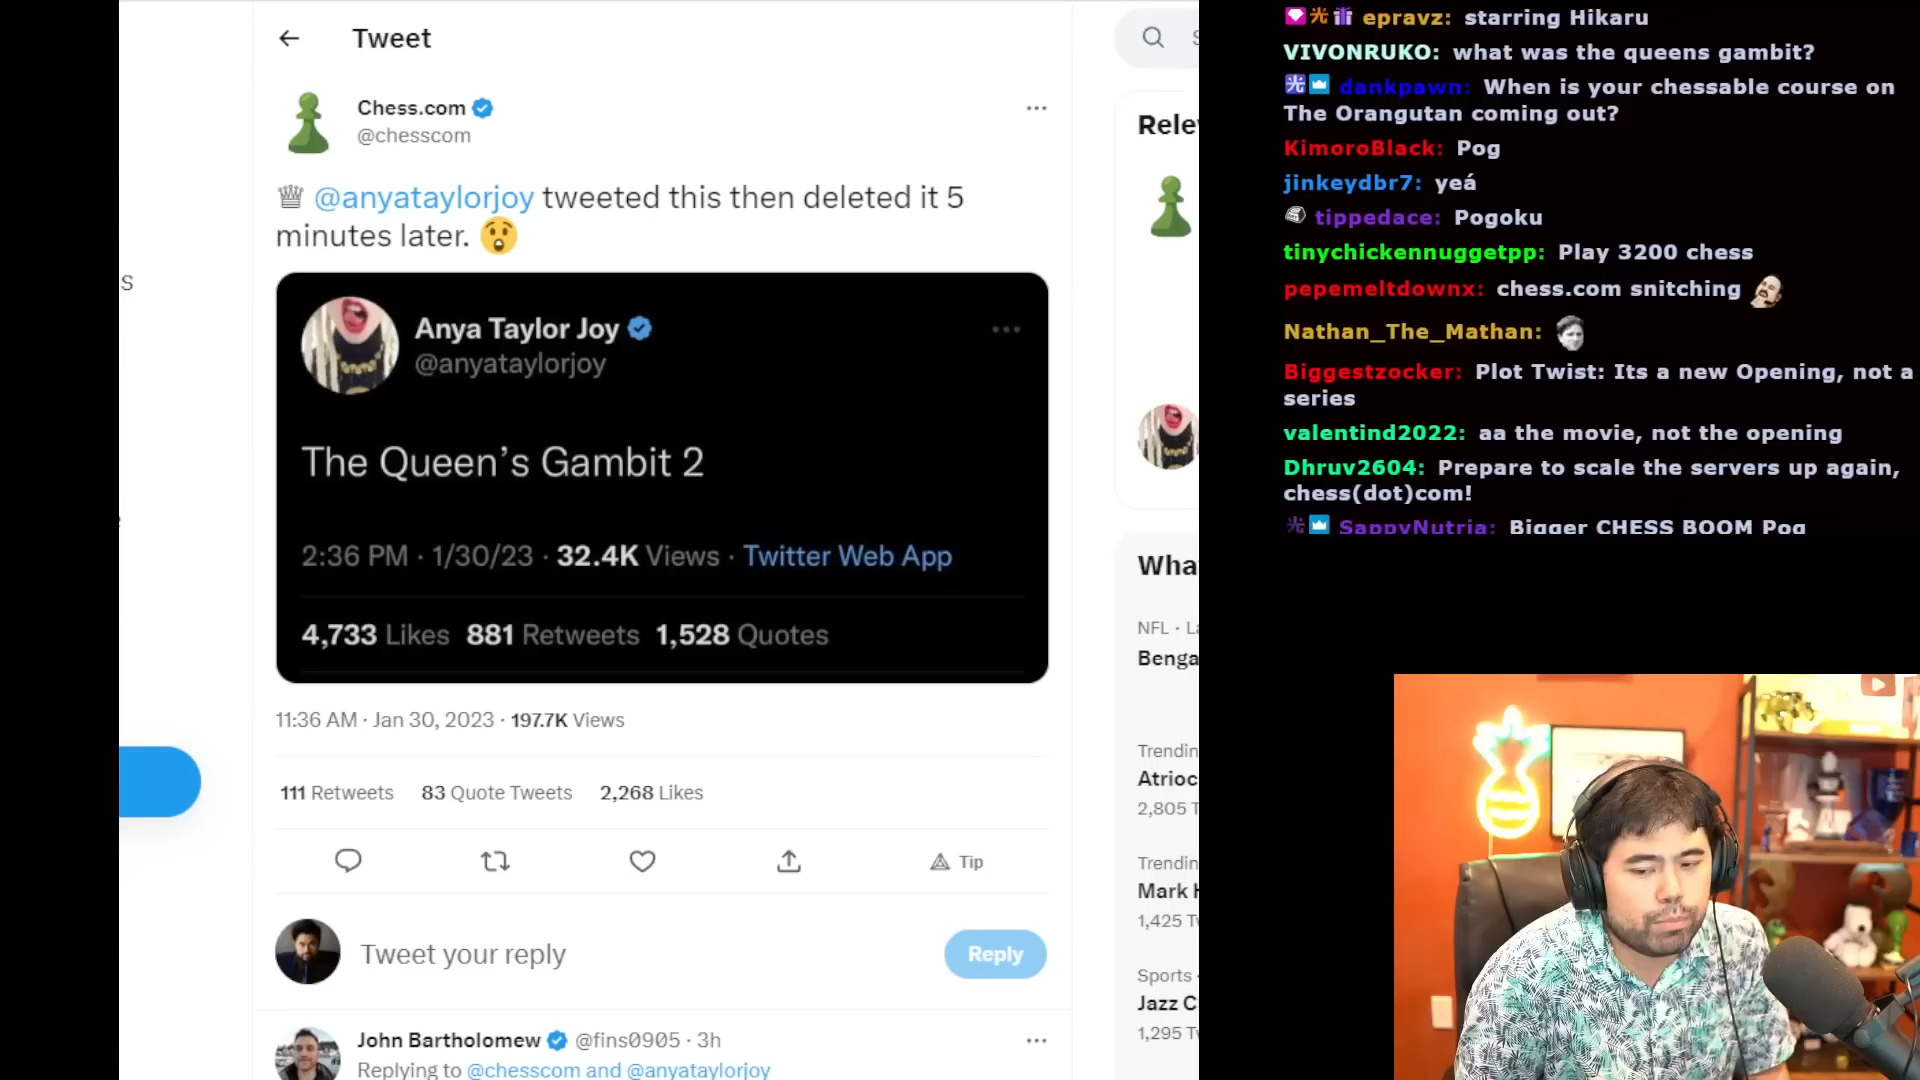 Tweet
Chess.com
@chesscom
@anyataylorjoy tweeted this then deleted it 5
minutes later.
Anya Taylor Joy
@anyataylorjoy
The Queen's Gambit 2
2:36 PM · 1/30/23 · 32.4K Views · Twitter Web App
4,733 Likes 881 Retweets 1,528 Quotes
11:36 AM · Jan 30, 2023 · 197.7K Views
111 Retweets 83 Quote Tweets 2,268 Likes
Tip
Tweet your reply
Reply
John Bartholomew @fins0905 · 3h
Replying to @chesscom and @anyataylorjoy
s
Rele
Wha
NFL · La
Benga
Trendin
Atrioc
2,805 T
Trendin
Mark H
1,425 Tw
Sports ·
Jazz C
1,295 Tw
epravz: starring Hikaru
VIVONRUKO: what was the queens gambit?
dankpawn: When is your chessable course on
The Orangutan coming out?
KimoroBlack: Pog
jinkeydbr7: yeá
tippedace: Pogoku
tinychickennuggetpp: Play 3200 chess
pepemeltdownx: chess.com snitching
Nathan_The_Mathan:
Biggestzocker: Plot Twist: Its a new Opening, not a
series
valentind2022: aa the movie, not the opening
Dhruv2604: Prepare to scale the servers up again,
chess(dot)com!
SappyNutria: Bigger CHESS BOOM Pog